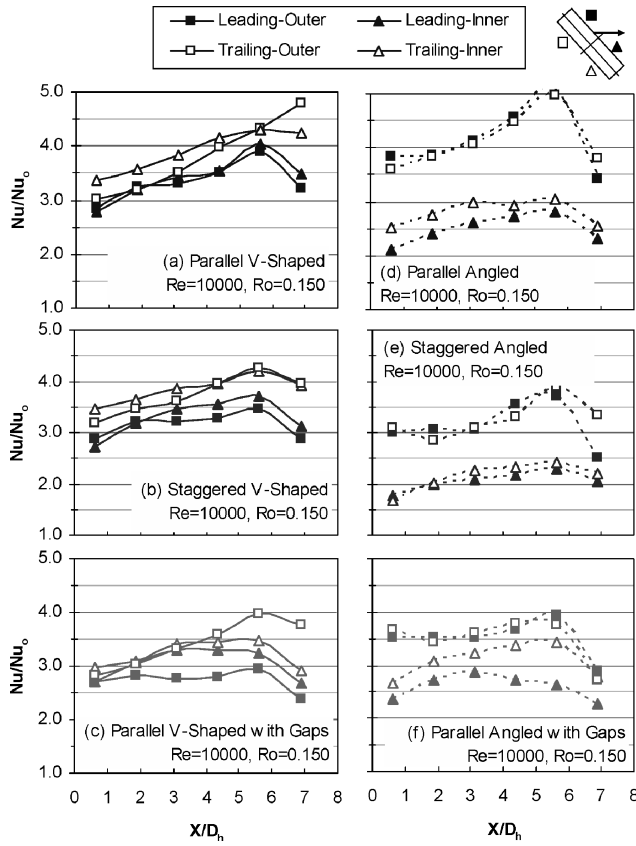 Leading-Outer
Leading-Inner
Trailing-Outer
Trailing-Inner
5.0
4.0
3.0
2.0
1.0
Nu/Nuo
(a) Parallel V-Shaped
Re=10000, Ro=0.150
(d) Parallel Angled
Re=10000, Ro=0.150
5.0
4.0
3.0
2.0
1.0
Nu/Nuo
(b) Staggered V-Shaped
Re=10000, Ro=0.150
(e) Staggered Angled
Re=10000, Ro=0.150
5.0
4.0
3.0
2.0
1.0
Nu/Nuo
(c) Parallel V-Shaped with Gaps
Re=10000, Ro=0.150
(f) Parallel Angled with Gaps
Re=10000, Ro=0.150
0 1 2 3 4 5 6 7 8
0 1 2 3 4 5 6 7 8
X/Dh
X/Dh